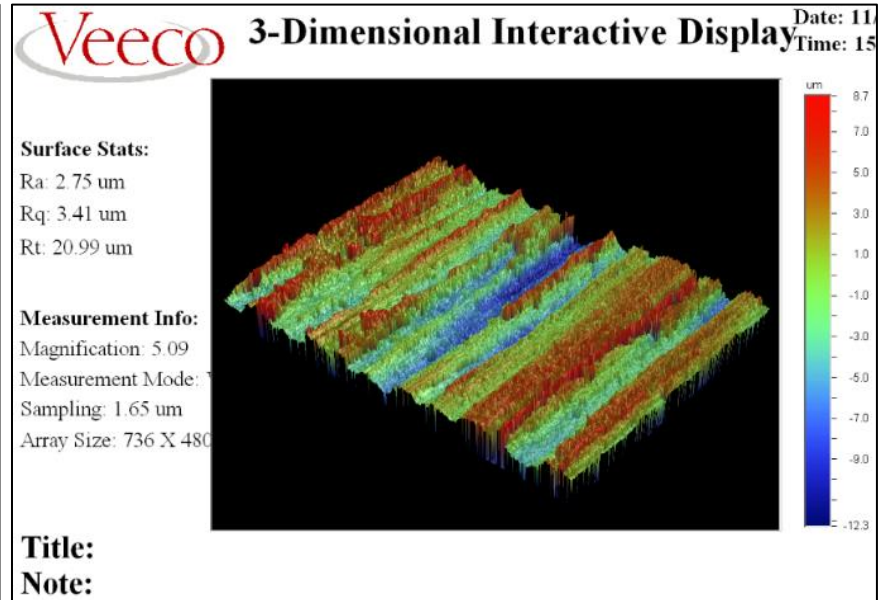 Veeco
3-Dimensional Interactive Display
Date: 11/
Time: 15
Surface Stats:
Ra: 2.75 um
Rq: 3.41 um
Rt: 20.99 um
Measurement Info:
Magnification: 5.09
Measurement Mode:
Sampling: 1.65 um
Array Size: 736 X 480
um
8.7
7.0
5.0
3.0
1.0
-1.0
-3.0
-5.0
-7.0
-9.0
-12.3
Title:
Note: